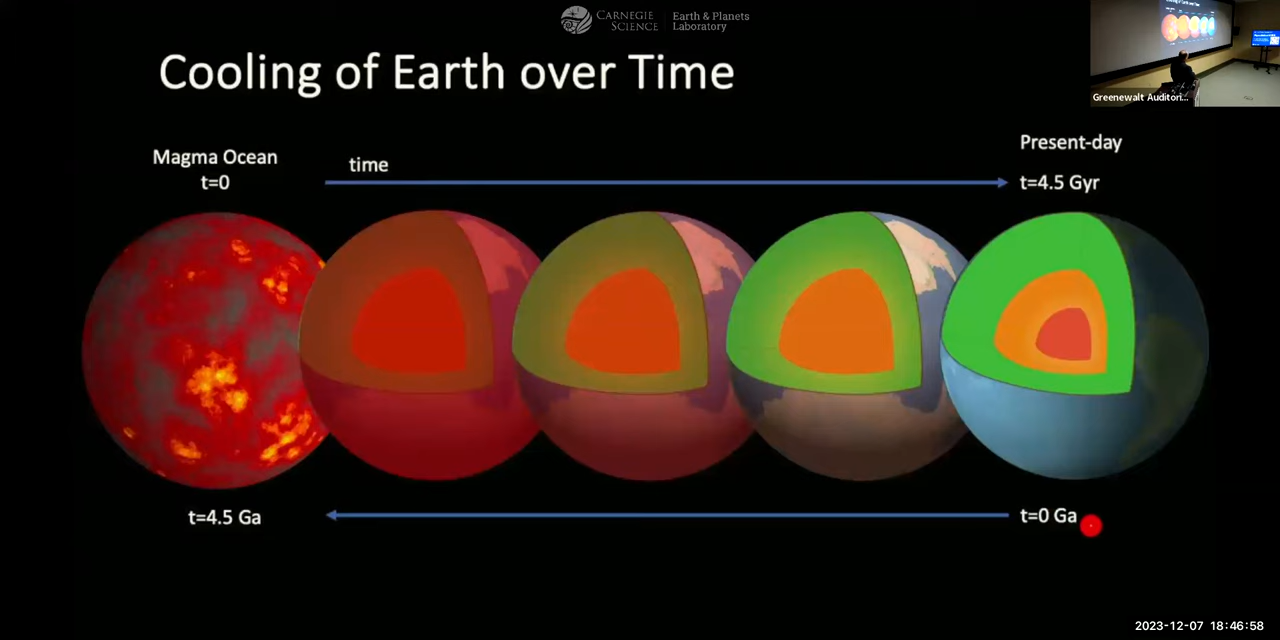 CARNEGIE
SCIENCE
Earth & Planets
Laboratory
Cooling of Earth over Time
Greenewalt Auditori...
Magma Ocean
t=0
time
Present-day
t=4.5 Gyr
t=4.5 Ga
t=0 Ga
2023-12-07 18:46:58